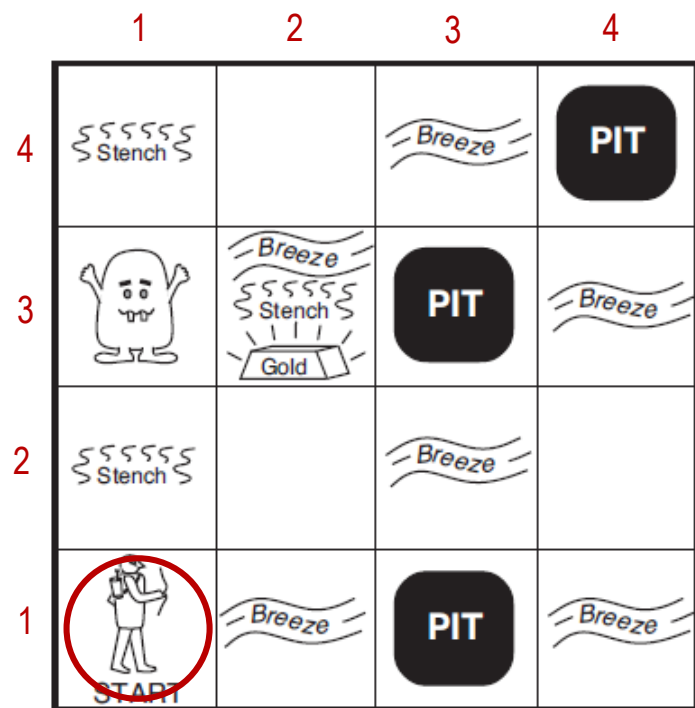 1 2 3 4
4 Stench Breeze PIT
Breeze
3 Stench PIT Breeze
Gold
2 Stench Breeze
1 Breeze PIT Breeze
START